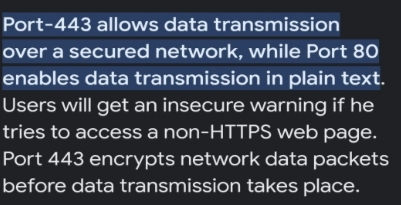 Port-443 allows data transmission
over a secured network, while Port 80
enables data transmission in plain text.
Users will get an insecure warning if he
tries to access a non-HTTPS web page.
Port 443 encrypts network data packets
before data transmission takes place.